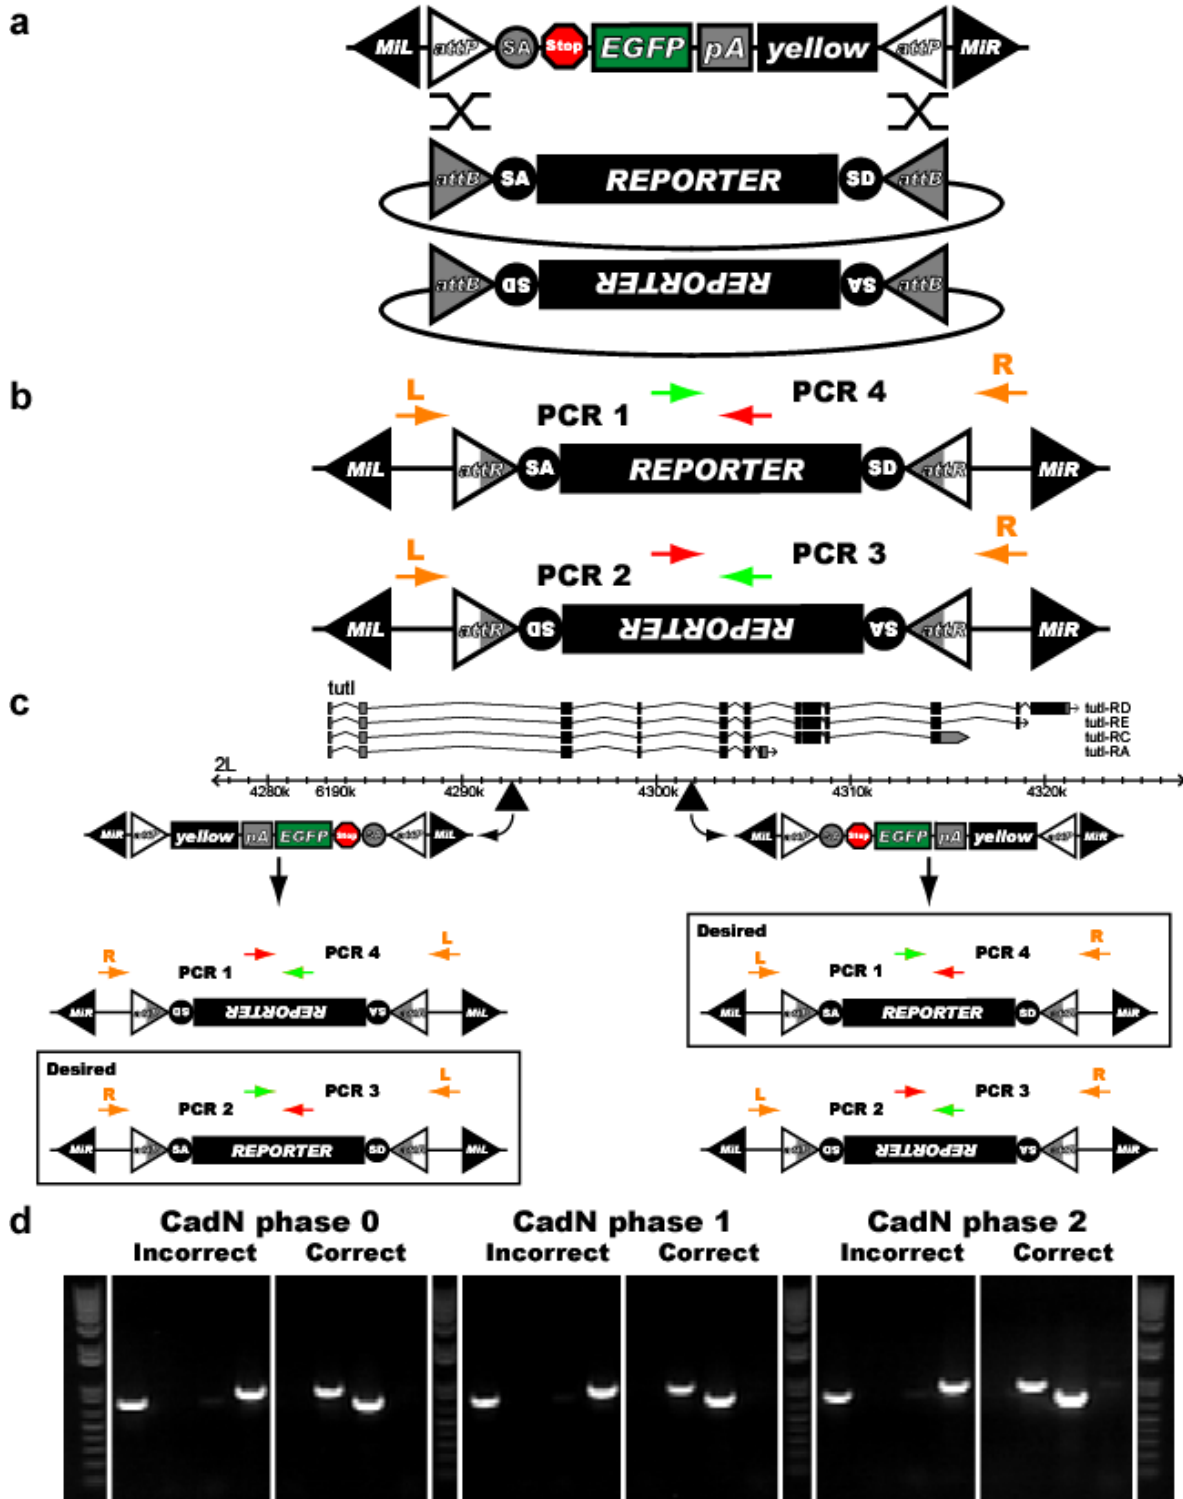 a
MiL attP SA Stop EGFP pA yellow attP MiR
attB SA REPORTER SD attB
attB SD REPORTER SA attB
b
L PCR 1 PCR 4 R
MiL attR SA REPORTER SD attR MiR
L PCR 2 PCR 3 R
MiL attR SD REPORTER SA attR MiR
c
tutl
tutl-RD
tutl-RE
tutl-RC
tutl-RA
2L
4280k 6190k 4290k 4300k 4310k 4320k
MiR attP yellow pA EGFP Stop SA attP MiL
MiL attP SA Stop EGFP pA yellow attP MiR
R PCR 1 PCR 4 L
MiR SD REPORTER SA MiL
Desired
L PCR 1 PCR 4 R
MiL SA REPORTER SD MiR
Desired
R PCR 2 PCR 3 L
MiR SA REPORTER SD MiL
L PCR 2 PCR 3 R
MiL SD REPORTER SA MiR
d
CadN phase 0 CadN phase 1 CadN phase 2
Incorrect Correct Incorrect Correct Incorrect Correct